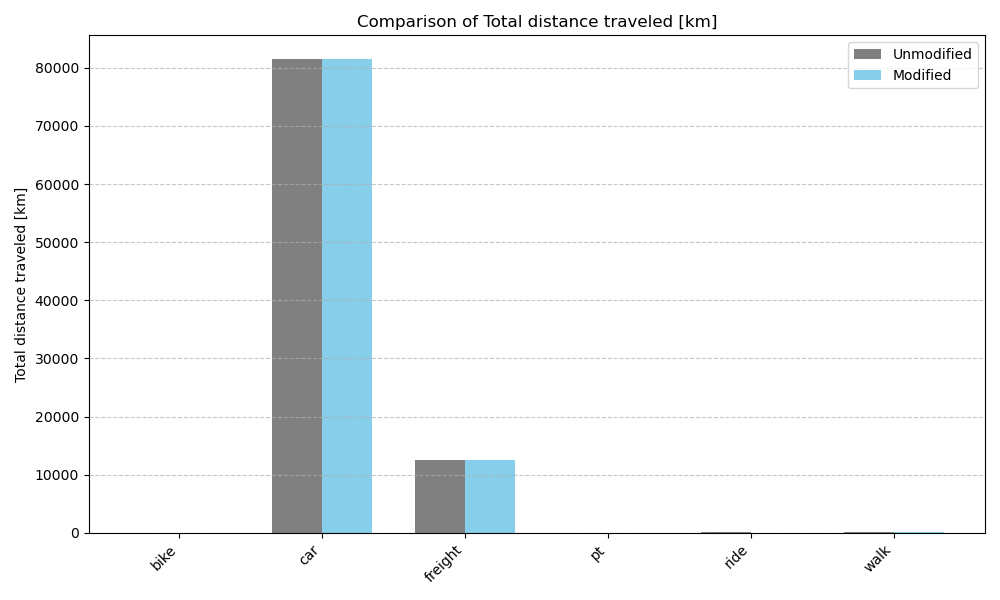 Comparison of Total distance traveled [km]
Total distance traveled [km]
80000
70000
60000
50000
40000
30000
20000
10000
0
Unmodified
Modified
bike
car
freight
pt
ride
walk